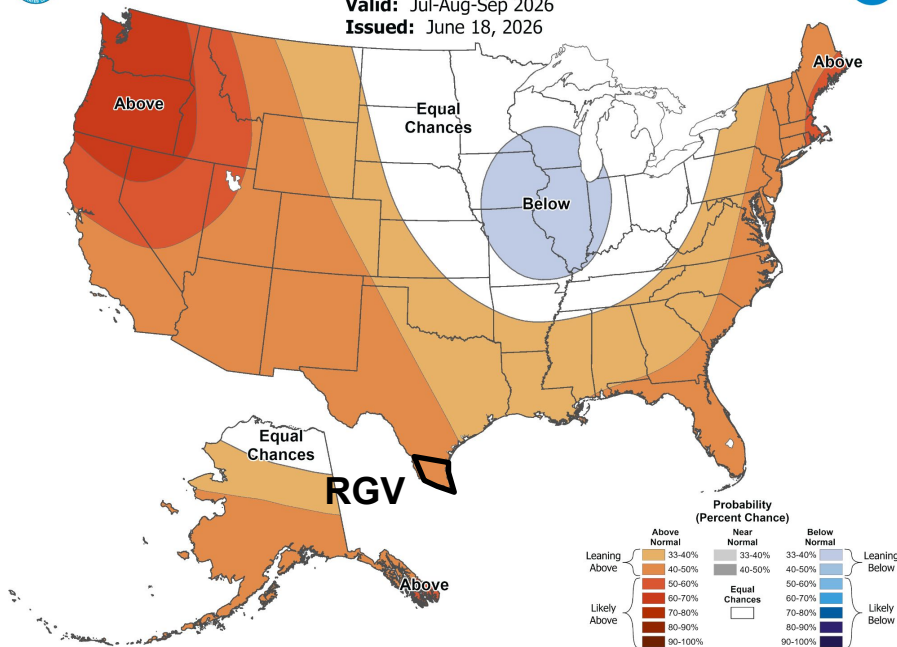 Valid: Jul-Aug-Sep 2026
Issued: June 18, 2026
Above
Above
Equal
Chances
Below
Equal
Chances
RGV
Above
Probability
(Percent Chance)
Above
Normal
Near
Normal
Below
Normal
Leaning
Above
33-40%
40-50%
33-40%
40-50%
33-40%
40-50%
Leaning
Below
Likely
Above
50-60%
60-70%
70-80%
80-90%
90-100%
Equal
Chances
50-60%
60-70%
70-80%
80-90%
90-100%
Likely
Below